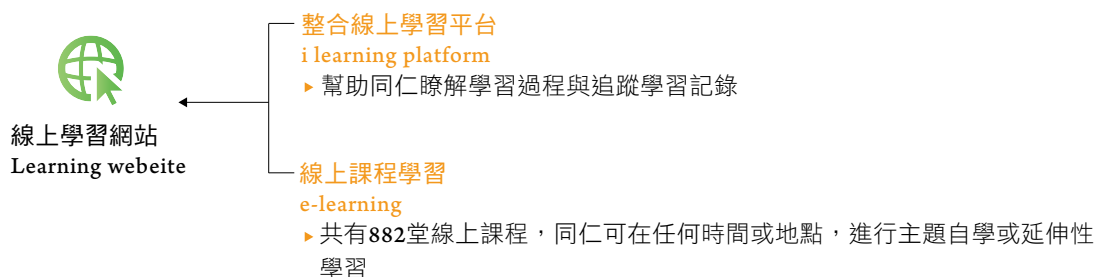 整合線上學習平台
i learning platform
▸ 幫助同仁瞭解學習過程與追蹤學習記錄
線上學習網站
Learning webeite
線上課程學習
e-learning
▸ 共有882堂線上課程，同仁可在任何時間或地點，進行主題自學或延伸性
學習